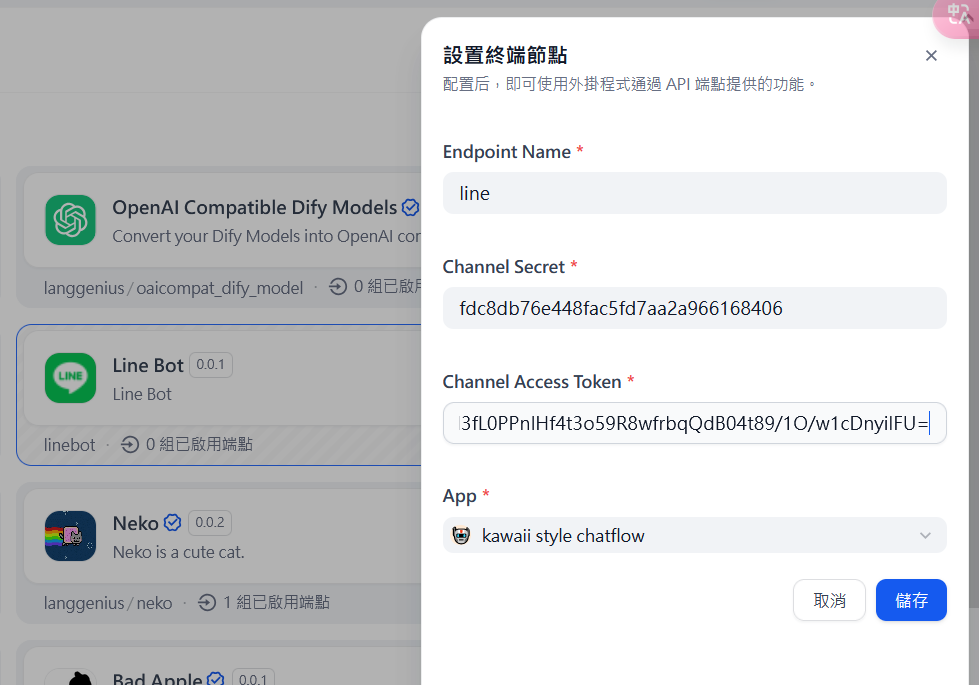 OpenAI Compatible Dify Models
Convert your Dify Models into OpenAI
langgenius / oaicompat_dify_model · 0 組已啟用
LINE
Line Bot 0.0.1
Line Bot
linebot · 0 組已啟用端點
Neko 0.0.2
Neko is a cute cat.
langgenius / neko · 1 組已啟用端點
Bad Apple 0.0.1
設置終端節點
配置后，即可使用外掛程式通過 API 端點提供的功能。
Endpoint Name *
line
Channel Secret *
fdc8db76e448fac5fd7aa2a966168406
Channel Access Token *
3fL0PPnIHf4t3o59R8wfrbqQdB04t89/1O/w1cDnyilFU=
App *
kawaii style chatflow
取消
儲存